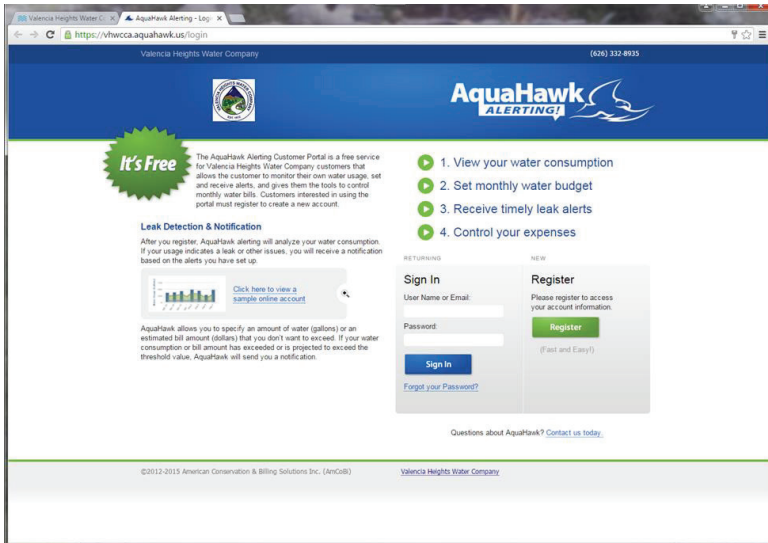 Valencia Heights Water C
AquaHawk Alerting - Log-
https://vhwcca.aquahawk.us/login
Valencia Heights Water Company
(626) 332-8935
VALENCIA HEIGHTS WATER COMPANY
AquaHawk
ALERTING!
It's Free
The AquaHawk Alerting Customer Portal is a free service
for Valencia Heights Water Company customers that
allows the customer to monitor their own water usage, set
and receive alerts, and gives them the tools to control
monthly water bills. Customers interested in using the
portal must register to create a new account.
Leak Detection & Notification
After you register, AquaHawk alerting will analyze your water consumption.
If your usage indicates a leak or other issues, you will receive a notification
based on the alerts you have set up.
Click here to view a
sample online account
AquaHawk allows you to specify an amount of water (gallons) or an
estimated bill amount (dollars) that you don't want to exceed. If your water
consumption or bill amount has exceeded or is projected to exceed the
threshold value, AquaHawk will send you a notification.
1. View your water consumption
2. Set monthly water budget
3. Receive timely leak alerts
4. Control your expenses
RETURNING
Sign In
User Name or Email:
Password:
Sign In
Forgot your Password?
NEW
Register
Please register to access
your account information.
Register
(Fast and Easy!)
Questions about AquaHawk? Contact us today.
©2012-2015 American Conservation & Billing Solutions Inc. (AmCoBi)
Valencia Heights Water Company